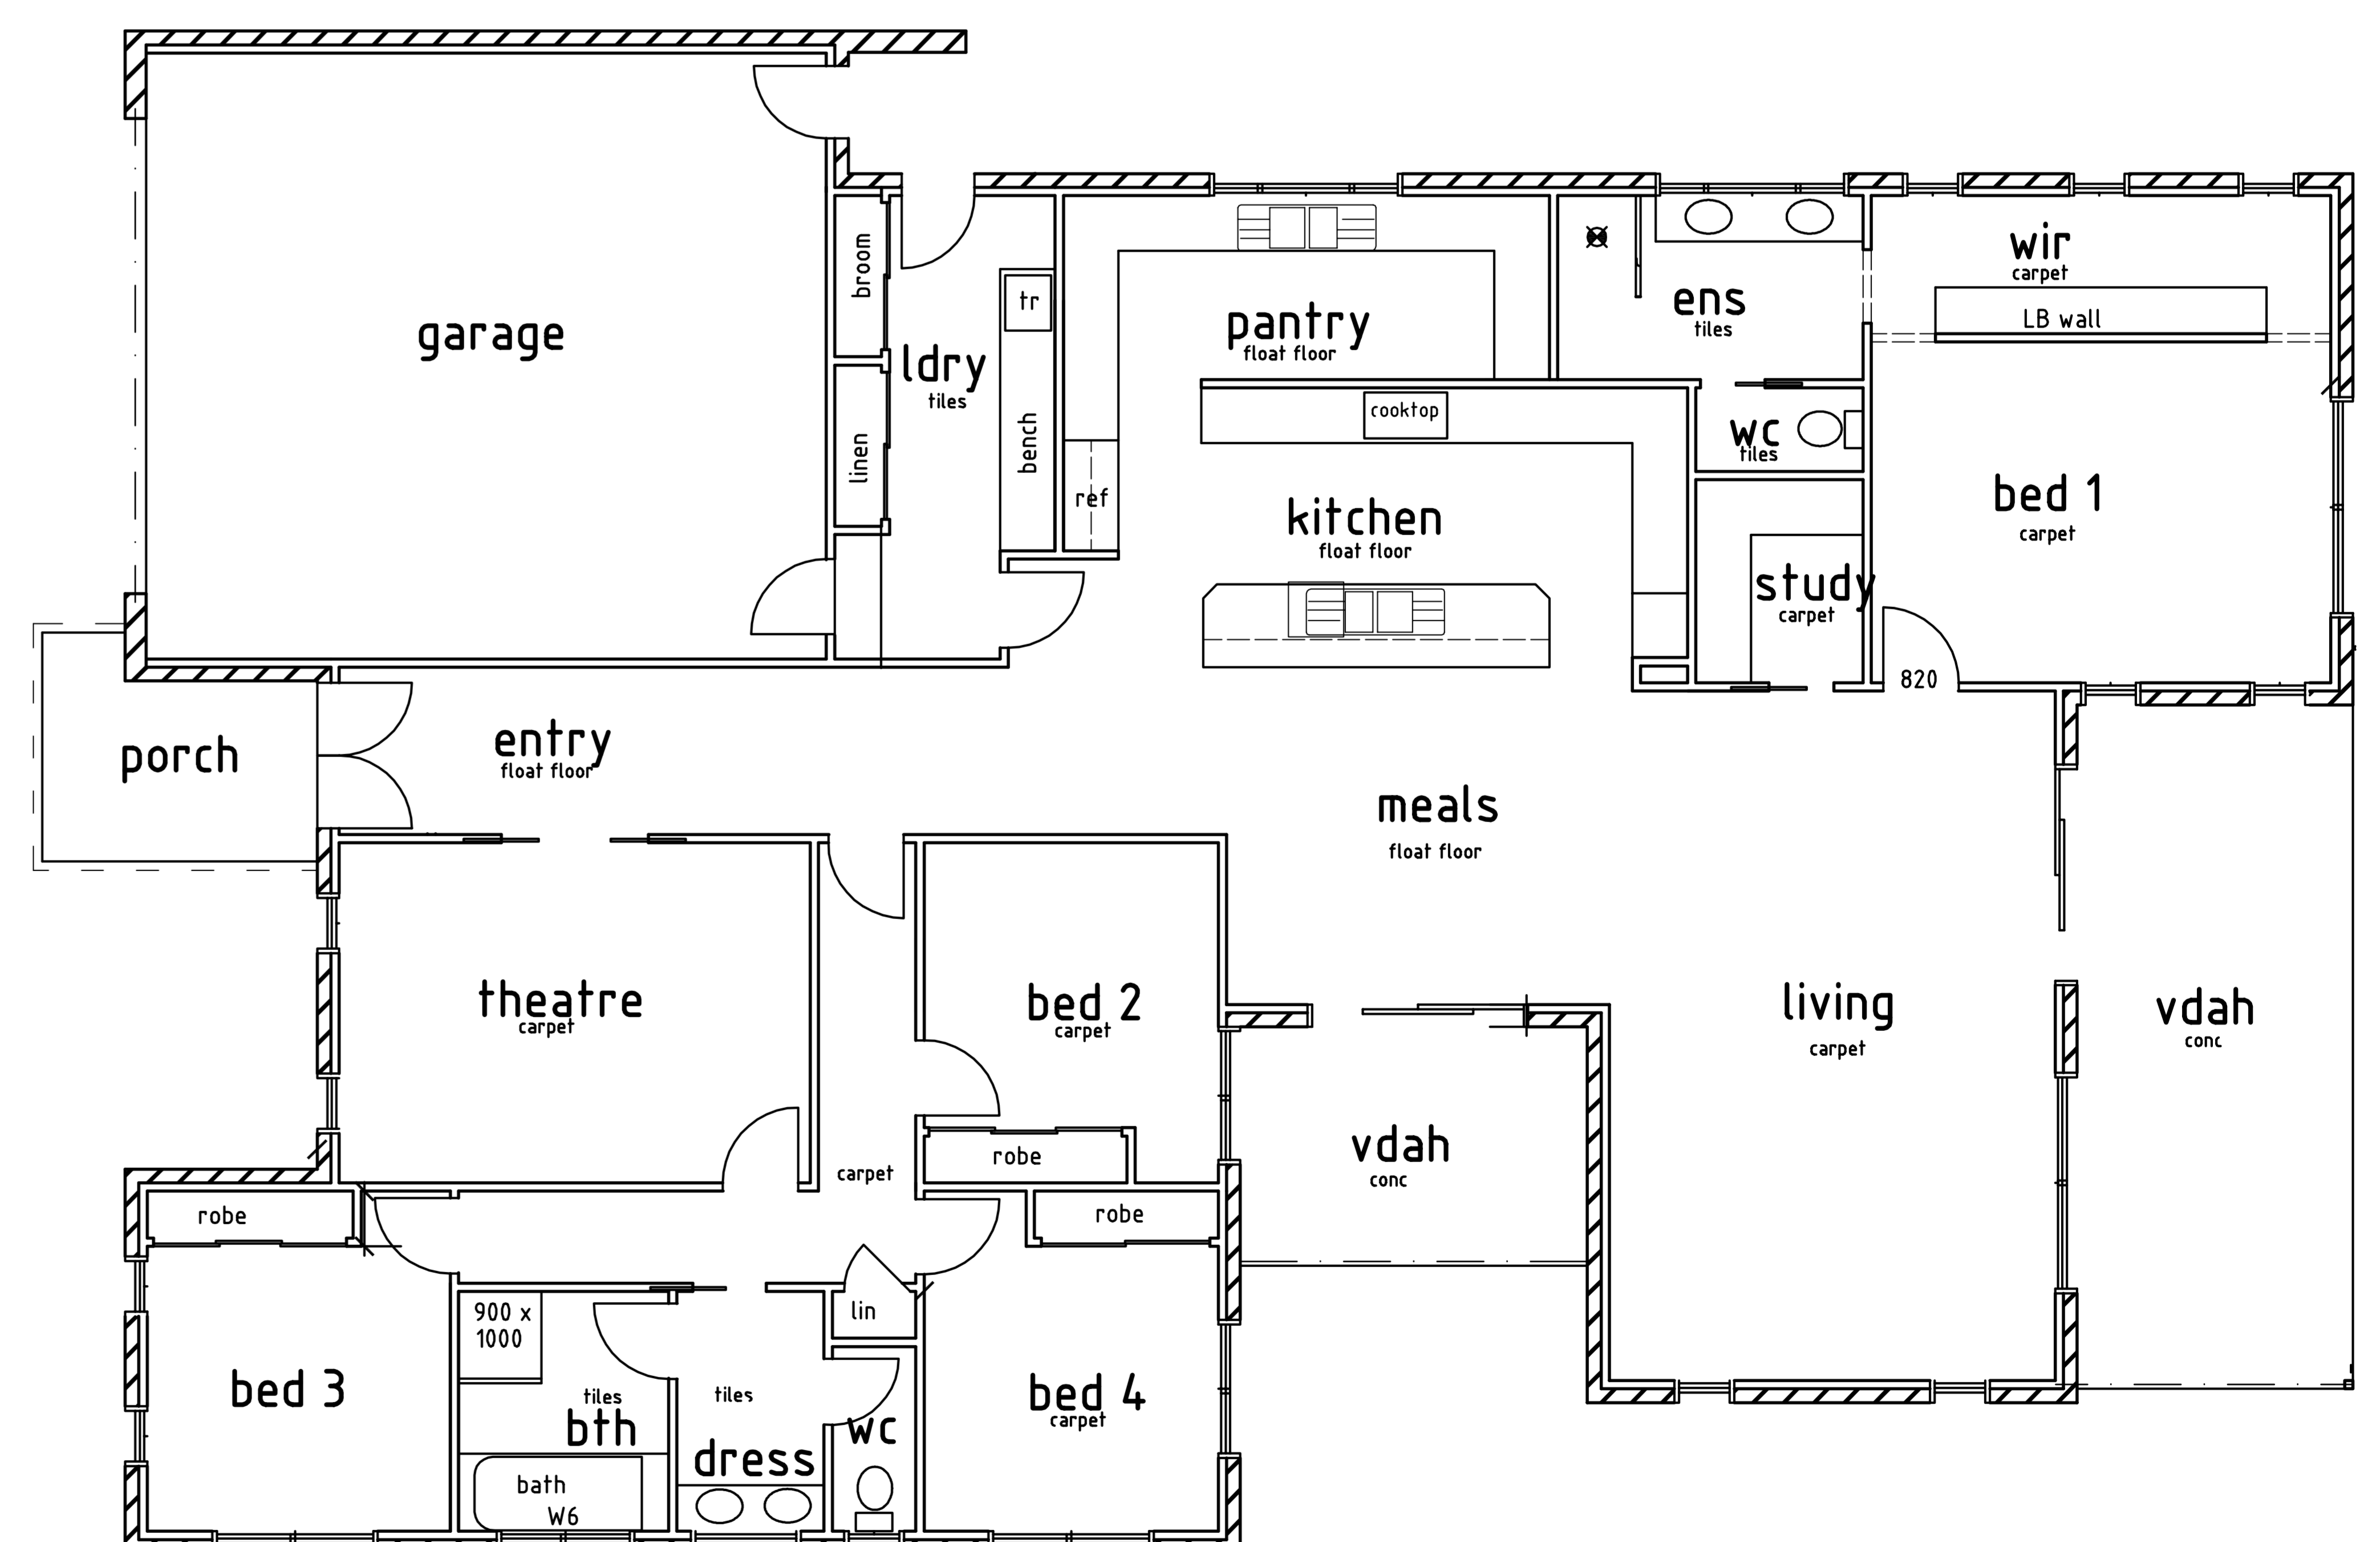 garage
broom
linen
ldry
tiles
tr
bench
ref
pantry
float floor
cooktop
kitchen
float floor
ens
tiles
wc
tiles
study
carpet
wir
carpet
LB wall
bed 1
carpet
820
porch
entry
float floor
meals
float floor
theatre
carpet
bed 2
carpet
robe
carpet
living
carpet
vdah
conc
vdah
conc
robe
robe
bed 3
900 x
1000
tiles
bth
bath
W6
tiles
dress
lin
wc
bed 4
carpet